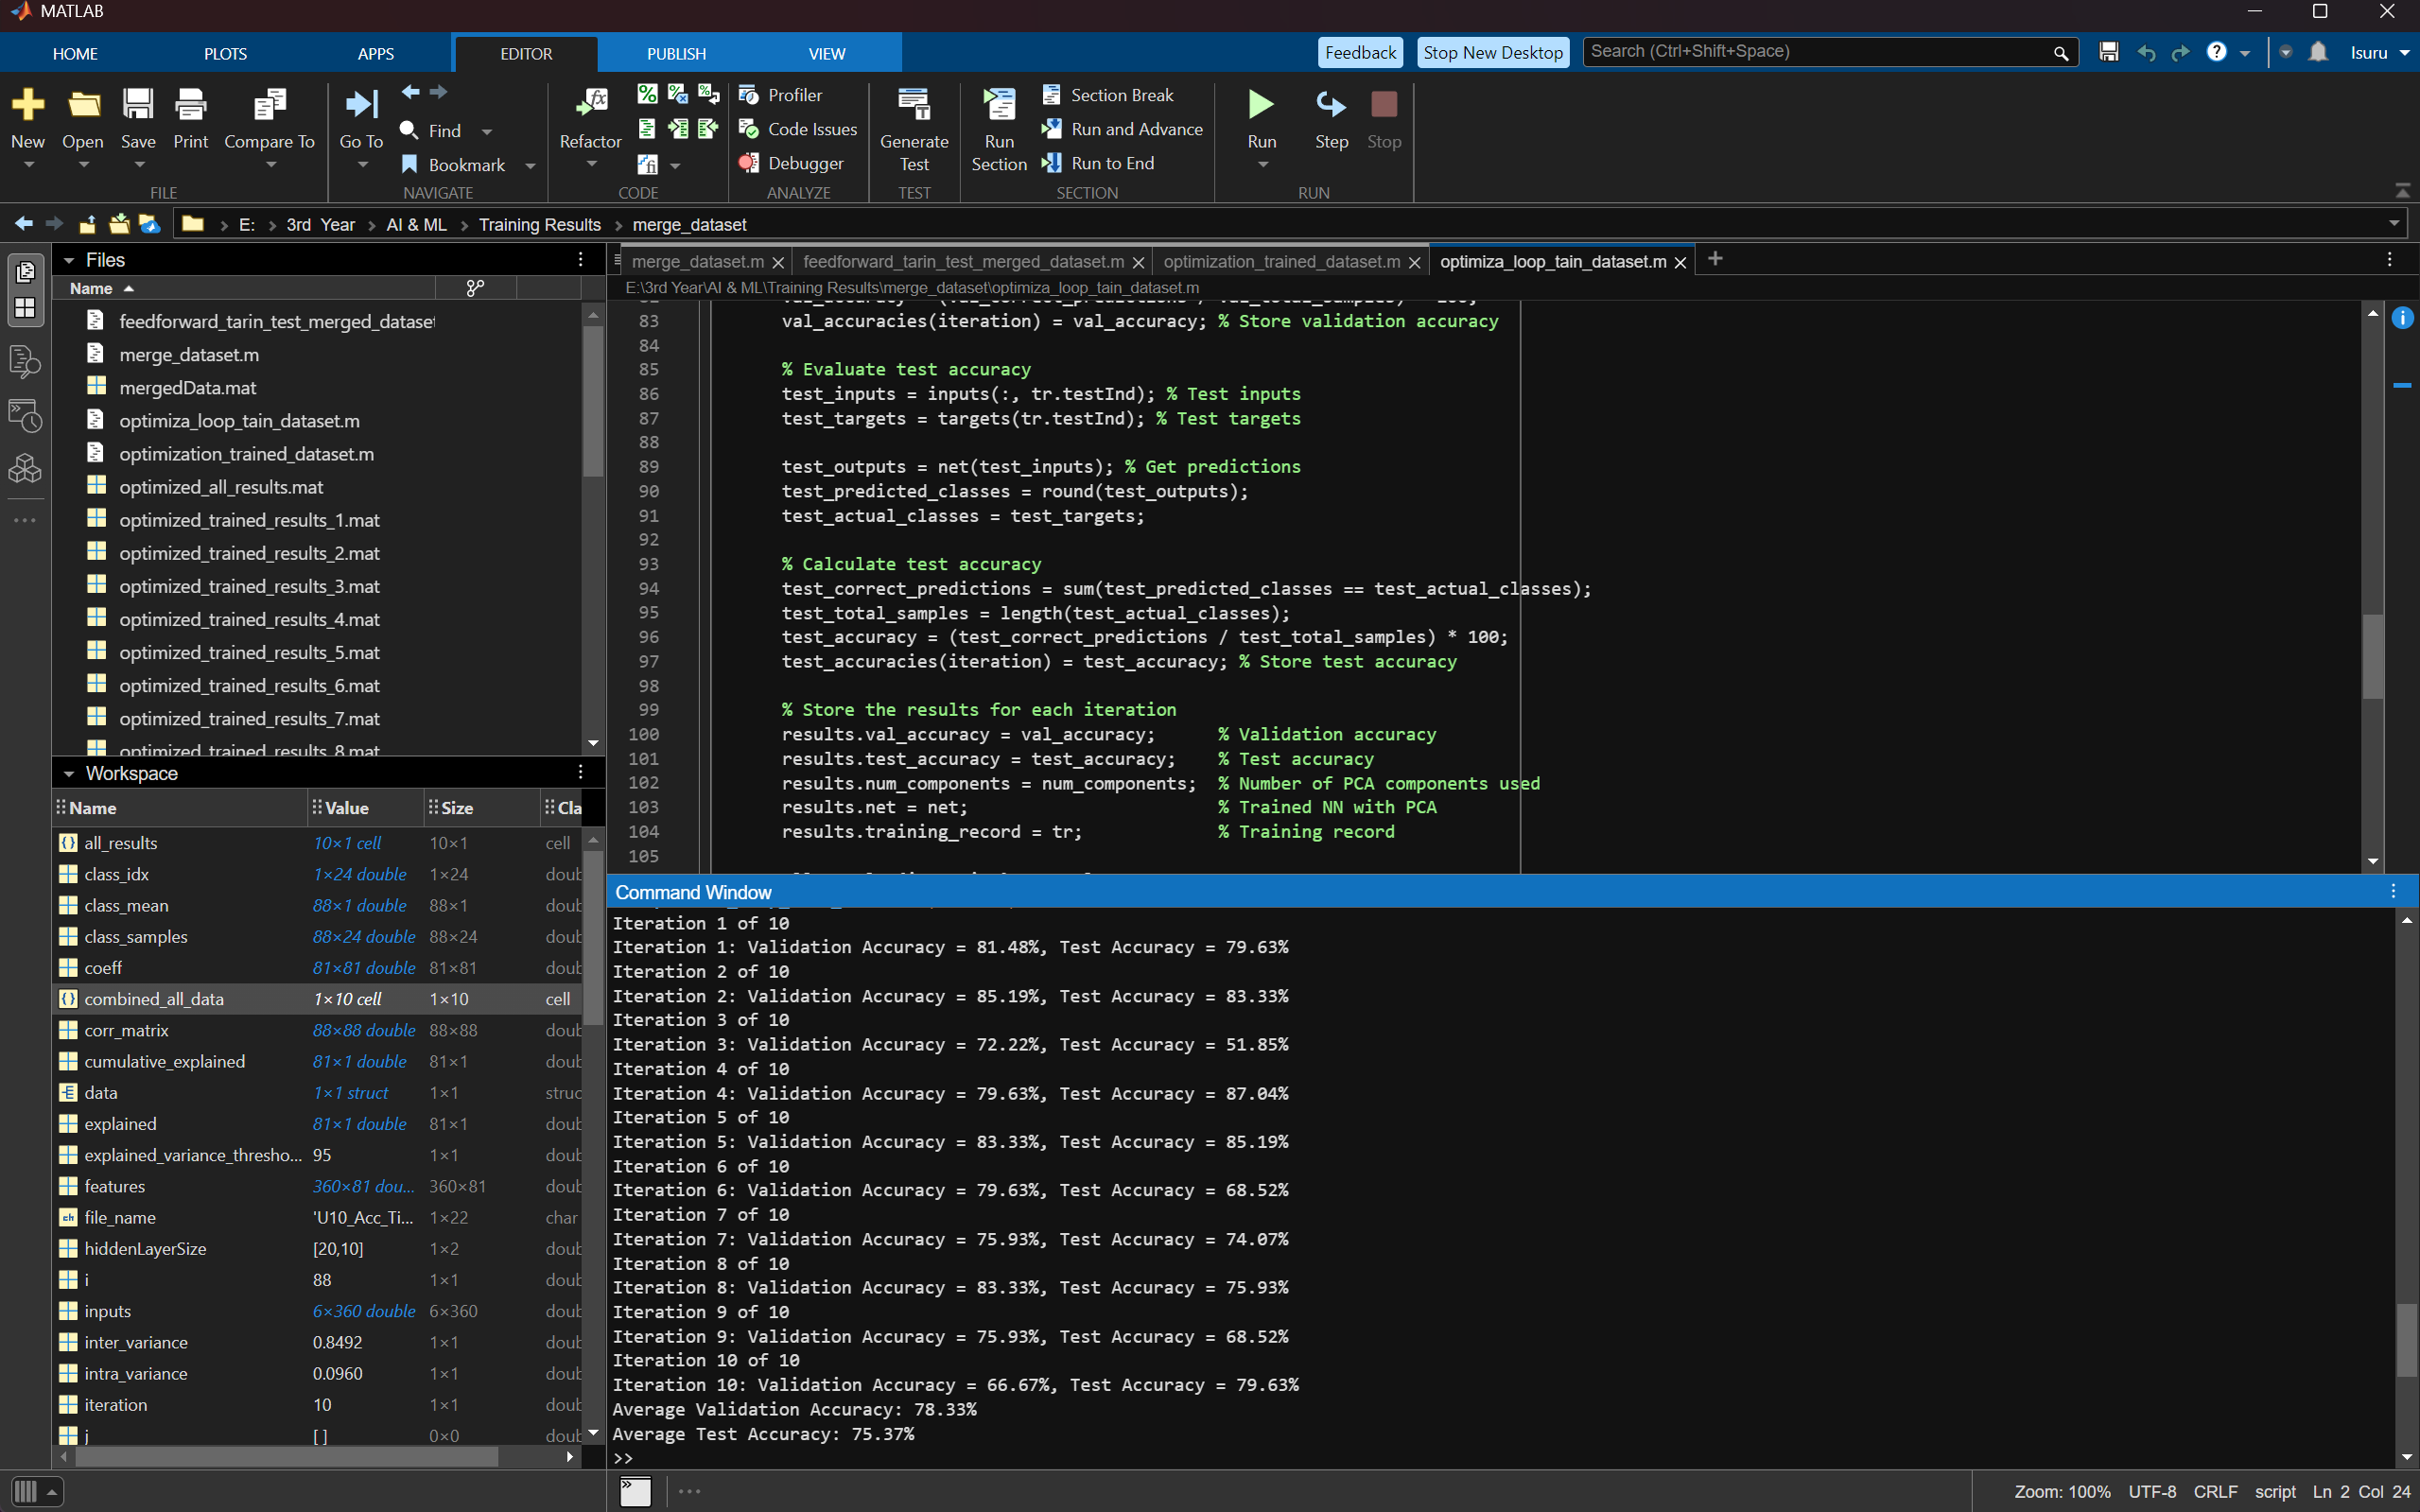 MATLAB
HOME PLOTS APPS EDITOR PUBLISH VIEW Feedback Stop New Desktop Search (Ctrl+Shift+Space) Isuru
New Open Save Print Compare To
FILE
Go To Find Bookmark
NAVIGATE
Refactor
CODE
Profiler
Code Issues
Debugger
ANALYZE
Generate Test
TEST
Run Section
Section Break
Run and Advance
Run to End
SECTION
Run Step Stop
RUN
E: › 3rd Year › AI & ML › Training Results › merge_dataset
Files
Name
feedforward_tarin_test_merged_dataset
merge_dataset.m
mergedData.mat
optimiza_loop_tain_dataset.m
optimization_trained_dataset.m
optimized_all_results.mat
optimized_trained_results_1.mat
optimized_trained_results_2.mat
optimized_trained_results_3.mat
optimized_trained_results_4.mat
optimized_trained_results_5.mat
optimized_trained_results_6.mat
optimized_trained_results_7.mat
optimized_trained_results_8.mat
Workspace
Name Value Size Cla
all_results 10×1 cell 10×1 cell
class_idx 1×24 double 1×24 doub
class_mean 88×1 double 88×1 doub
class_samples 88×24 double 88×24 doub
coeff 81×81 double 81×81 doub
combined_all_data 1×10 cell 1×10 cell
corr_matrix 88×88 double 88×88 doub
cumulative_explained 81×1 double 81×1 doub
data 1×1 struct 1×1 struc
explained 81×1 double 81×1 doub
explained_variance_thresho... 95 1×1 doub
features 360×81 dou... 360×81 doub
file_name 'U10_Acc_Ti... 1×22 char
hiddenLayerSize [20,10] 1×2 doub
i 88 1×1 doub
inputs 6×360 double 6×360 doub
inter_variance 0.8492 1×1 doub
intra_variance 0.0960 1×1 doub
iteration 10 1×1 doub
j [ ] 0×0 doub
merge_dataset.m feedforward_tarin_test_merged_dataset.m optimization_trained_dataset.m optimiza_loop_tain_dataset.m
E:\3rd Year\AI & ML\Training Results\merge_dataset\optimiza_loop_tain_dataset.m
83 val_accuracies(iteration) = val_accuracy; % Store validation accuracy
84
85 % Evaluate test accuracy
86 test_inputs = inputs(:, tr.testInd); % Test inputs
87 test_targets = targets(tr.testInd); % Test targets
88
89 test_outputs = net(test_inputs); % Get predictions
90 test_predicted_classes = round(test_outputs);
91 test_actual_classes = test_targets;
92
93 % Calculate test accuracy
94 test_correct_predictions = sum(test_predicted_classes == test_actual_classes);
95 test_total_samples = length(test_actual_classes);
96 test_accuracy = (test_correct_predictions / test_total_samples) * 100;
97 test_accuracies(iteration) = test_accuracy; % Store test accuracy
98
99 % Store the results for each iteration
100 results.val_accuracy = val_accuracy; % Validation accuracy
101 results.test_accuracy = test_accuracy; % Test accuracy
102 results.num_components = num_components; % Number of PCA components used
103 results.net = net; % Trained NN with PCA
104 results.training_record = tr; % Training record
105
Command Window
Iteration 1 of 10
Iteration 1: Validation Accuracy = 81.48%, Test Accuracy = 79.63%
Iteration 2 of 10
Iteration 2: Validation Accuracy = 85.19%, Test Accuracy = 83.33%
Iteration 3 of 10
Iteration 3: Validation Accuracy = 72.22%, Test Accuracy = 51.85%
Iteration 4 of 10
Iteration 4: Validation Accuracy = 79.63%, Test Accuracy = 87.04%
Iteration 5 of 10
Iteration 5: Validation Accuracy = 83.33%, Test Accuracy = 85.19%
Iteration 6 of 10
Iteration 6: Validation Accuracy = 79.63%, Test Accuracy = 68.52%
Iteration 7 of 10
Iteration 7: Validation Accuracy = 75.93%, Test Accuracy = 74.07%
Iteration 8 of 10
Iteration 8: Validation Accuracy = 83.33%, Test Accuracy = 75.93%
Iteration 9 of 10
Iteration 9: Validation Accuracy = 75.93%, Test Accuracy = 68.52%
Iteration 10 of 10
Iteration 10: Validation Accuracy = 66.67%, Test Accuracy = 79.63%
Average Validation Accuracy: 78.33%
Average Test Accuracy: 75.37%
>>
Zoom: 100% UTF-8 CRLF script Ln 2 Col 24